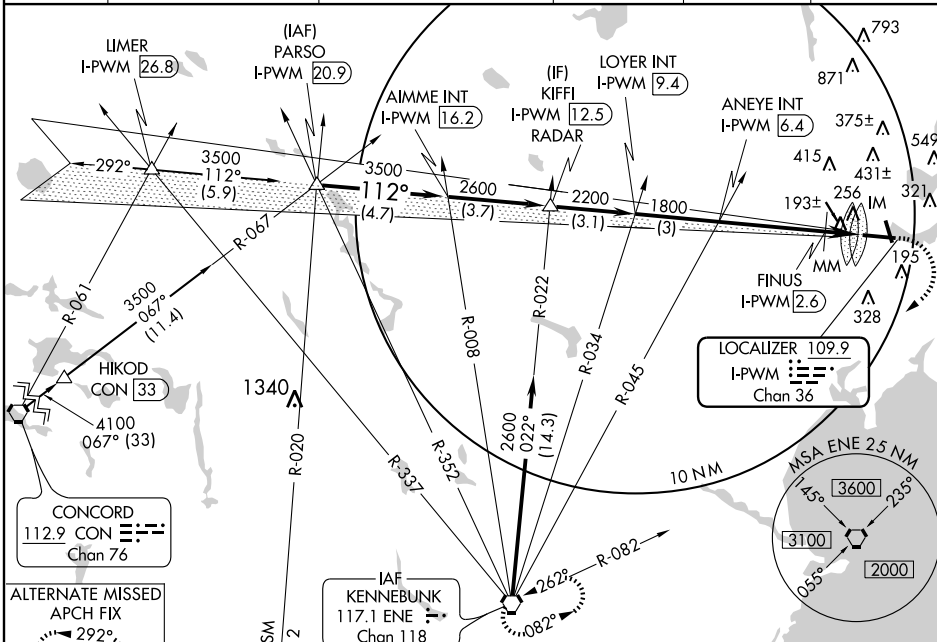 LIMER
I-PWM 26.8
(IAF)
PARSO
I-PWM 20.9
AIMME INT
I-PWM 16.2
(IF)
KIFFI
I-PWM 12.5
RADAR
LOYER INT
I-PWM 9.4
ANEYE INT
I-PWM 6.4
793
871
375±
549
415
431±
321
256
IM
193±
195
MM
FINUS
I-PWM 2.6
328
292°
3500
112°
(5.9)
3500
112°
(4.7)
2600
(3.7)
2200
(3.1)
1800
(3)
R-067
R-061
3500
067°
(11.4)
HIKOD
CON 33
4100
067° (33)
1340
R-020
R-337
R-352
R-008
R-022
R-034
R-045
2600
022°
(14.3)
10 NM
LOCALIZER 109.9
I-PWM
Chan 36
MSA ENE 25 NM
145°
3600
235°
3100
055°
2000
CONCORD
112.9 CON
Chan 76
IAF
KENNEBUNK
117.1 ENE
Chan 118
262°
R-082
082°
ALTERNATE MISSED
APCH FIX
292°
SM
2